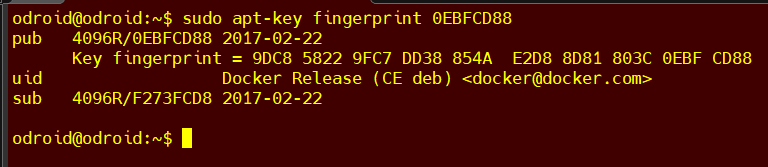 odroid@odroid:~$ sudo apt-key fingerprint 0EBFCD88
pub   4096R/0EBFCD88 2017-02-22
      Key fingerprint = 9DC8 5822 9FC7 DD38 854A  E2D8 8D81 803C 0EBF CD88
uid                  Docker Release (CE deb) <docker@docker.com>
sub   4096R/F273FCD8 2017-02-22
odroid@odroid:~$